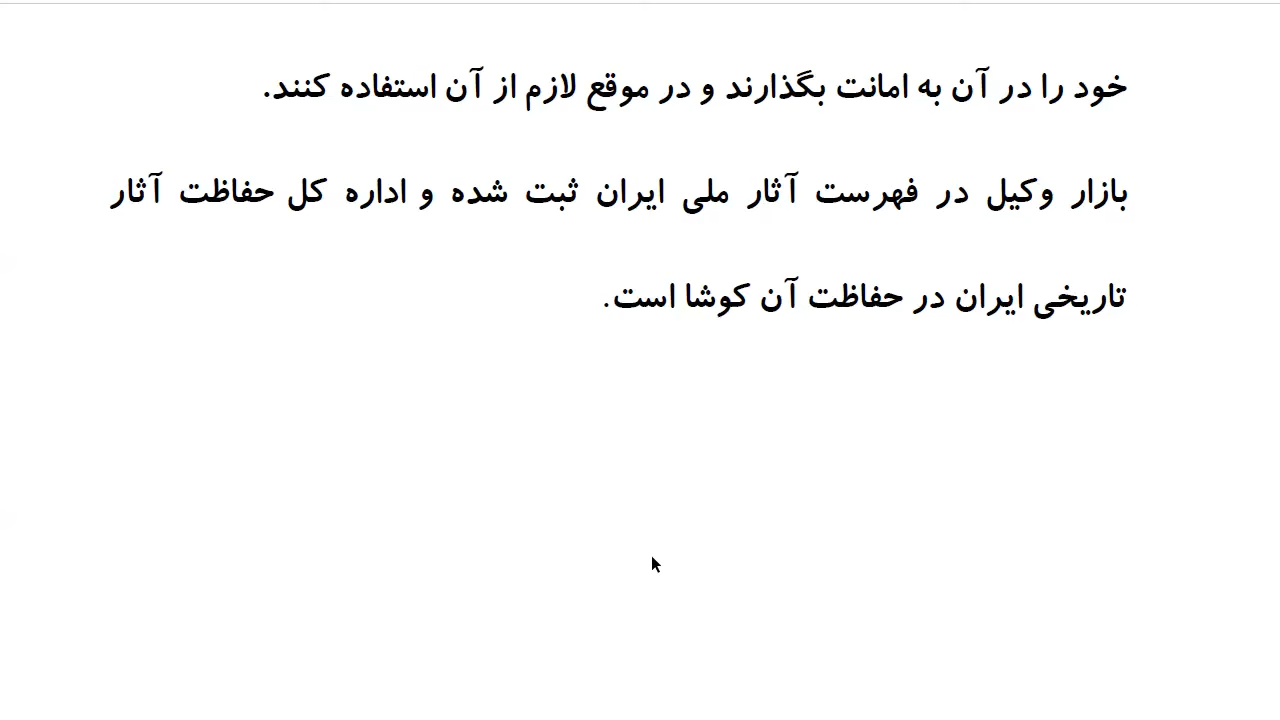 خود را در آن به امانت بگذارند و در موقع لازم از آن استفاده کنند.
بازار وکیل در فهرست آثار ملی ایران ثبت شده و اداره کل حفاظت آثار
تاریخی ایران در حفاظت آن کوشا است.